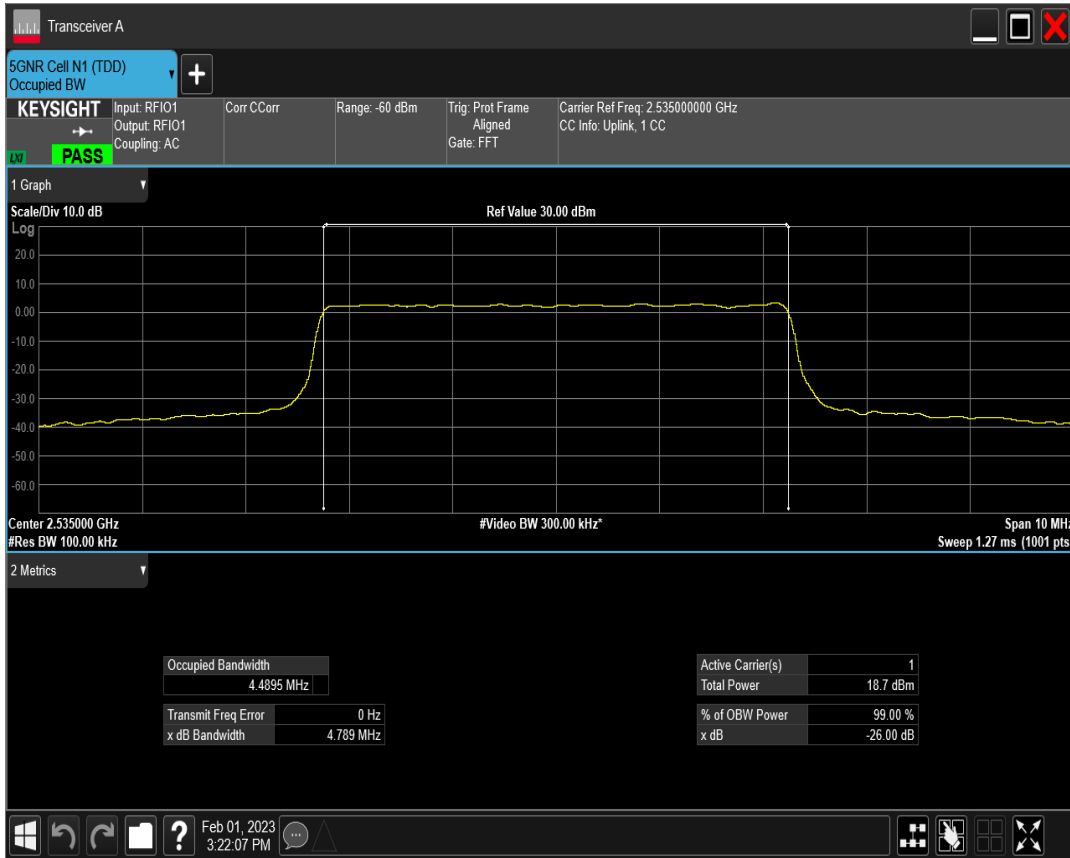 Transceiver A
5GNR Cell N1 (TDD)
Occupied BW
KEYSIGHT
LXI
PASS
Input: RFIO1
Output: RFIO1
Coupling: AC
Corr CCorr
Range: -60 dBm
Trig: Prot Frame
Aligned
Gate: FFT
Carrier Ref Freq: 2.535000000 GHz
CC Info: Uplink, 1 CC
1 Graph
Scale/Div 10.0 dB
Ref Value 30.00 dBm
Log
20.0
10.0
0.00
-10.0
-20.0
-30.0
-40.0
-50.0
-60.0
Center 2.535000 GHz
#Video BW 300.00 kHz*
Span 10 MHz
#Res BW 100.00 kHz
Sweep 1.27 ms (1001 pts
2 Metrics
Occupied Bandwidth
4.4895 MHz
Transmit Freq Error 0 Hz
x dB Bandwidth 4.789 MHz
Active Carrier(s) 1
Total Power 18.7 dBm
% of OBW Power 99.00 %
x dB -26.00 dB
?
Feb 01, 2023
3:22:07 PM